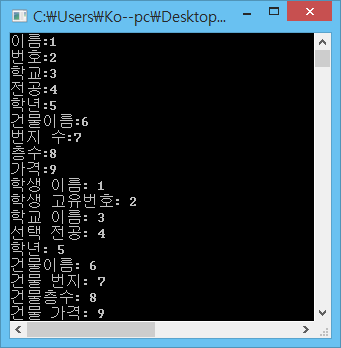 C:₩Users₩Ko--pc₩Desktop...
이름:1
번호:2
학교:3
전공:4
학년:5
건물이름:6
번지 수:7
층수:8
가격:9
학생 이름: 1
학생 고유번호: 2
학교 이름: 3
선택 전공: 4
학년: 5
건물이름: 6
건물 번지: 7
건물층수: 8
건물 가격: 9